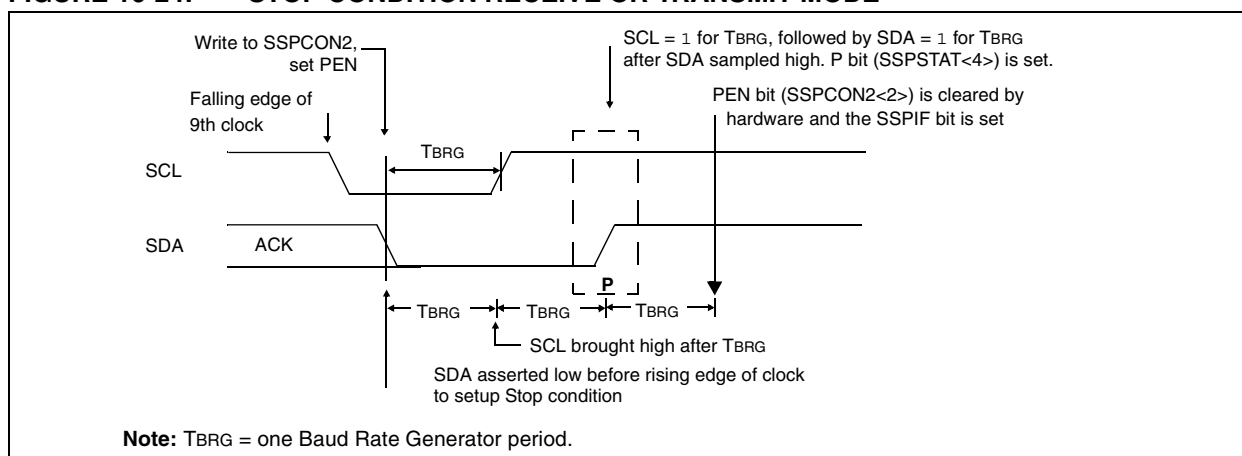 Write to SSPCON2,
set PEN
SCL = 1 for TBRG, followed by SDA = 1 for TBRG
after SDA sampled high. P bit (SSPSTAT<4>) is set.
Falling edge of
9th clock
PEN bit (SSPCON2<2>) is cleared by
hardware and the SSPIF bit is set
TBRG
SCL
SDA
ACK
P
TBRG
TBRG
TBRG
SCL brought high after TBRG
SDA asserted low before rising edge of clock
to setup Stop condition
Note: TBRG = one Baud Rate Generator period.